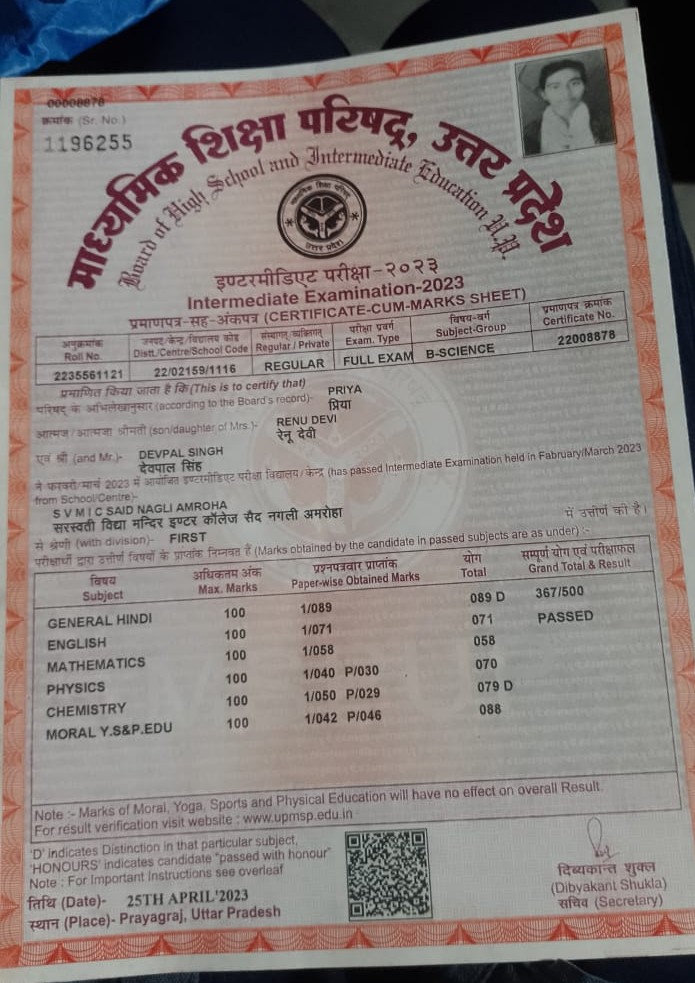 00008878
क्रमांक (Sr. No.)
1196255
माध्यमिक शिक्षा परिषद्, उत्तर प्रदेश
Board of High School and Intermediate Education U.P.
माध्यमिक शिक्षा परिषद्
उत्तर प्रदेश
इण्टरमीडिएट परीक्षा-२०२३
Intermediate Examination-2023
प्रमाणपत्र-सह-अंकपत्र (CERTIFICATE-CUM-MARKS SHEET)
अनुक्रमांक जनपद/केन्द्र/विद्यालय कोड संस्थागत/व्यक्तिगत परीक्षा प्रवर्ग विषय-वर्ग प्रमाणपत्र क्रमांक
Roll No. Distt./Centre/School Code Regular / Private Exam. Type Subject-Group Certificate No.
2235561121 22/02159/1116 REGULAR FULL EXAM B-SCIENCE 22008878
प्रमाणित किया जाता है कि (This is to certify that)
परिषद् के अभिलेखानुसार (according to the Board's record)- PRIYA
प्रिया
आत्मज/आत्मजा श्रीमती (son/daughter of Mrs.)- RENU DEVI
रेनू देवी
एवं श्री (and Mr.)- DEVPAL SINGH
देवपाल सिंह
ने फरवरी/मार्च 2023 में आयोजित इण्टरमीडिएट परीक्षा विद्यालय/केन्द्र (has passed Intermediate Examination held in Fabruary/March 2023
from School/Centre)-
S V M I C SAID NAGLI AMROHA
सरस्वती विद्या मन्दिर इण्टर कॉलेज सैद नगली अमरोहा में उत्तीर्ण की है।
से श्रेणी (with division)- FIRST
परीक्षार्थी द्वारा उत्तीर्ण विषयों के प्राप्तांक निम्नवत हैं (Marks obtained by the candidate in passed subjects are as under) :-
विषय अधिकतम अंक प्रश्नपत्रवार प्राप्तांक योग सम्पूर्ण योग एवं परीक्षाफल
Subject Max. Marks Paper-wise Obtained Marks Total Grand Total & Result
GENERAL HINDI 100 1/089 089 D 367/500
ENGLISH 100 1/071 071 PASSED
MATHEMATICS 100 1/058 058
PHYSICS 100 1/040 P/030 070
CHEMISTRY 100 1/050 P/029 079 D
MORAL Y.S&P.EDU 100 1/042 P/046 088
Note :- Marks of Moral, Yoga, Sports and Physical Education will have no effect on overall Result.
For result verification visit website : www.upmsp.edu.in
'D' indicates Distinction in that particular subject,
'HONOURS' indicates candidate "passed with honour"
Note : For Important Instructions see overleaf
तिथि (Date)- 25TH APRIL'2023
स्थान (Place)- Prayagraj, Uttar Pradesh
दिव्यकान्त शुक्ल
(Dibyakant Shukla)
सचिव (Secretary)